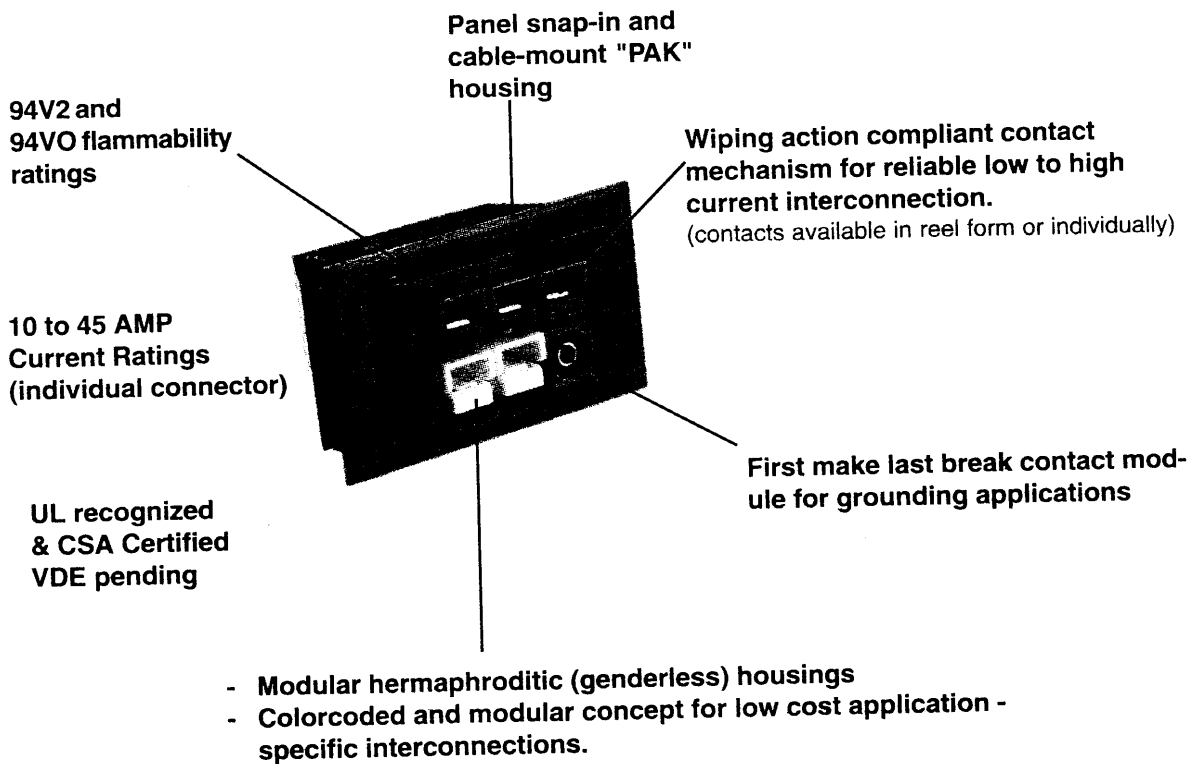 Panel snap-in and
cable-mount "PAK"
housing
94V2 and
94VO flammability
ratings
Wiping action compliant contact
mechanism for reliable low to high
current interconnection.
(contacts available in reel form or individually)
10 to 45 AMP
Current Ratings
(individual connector)
First make last break contact mod-
ule for grounding applications
UL recognized
& CSA Certified
VDE pending
- Modular hermaphroditic (genderless) housings
- Colorcoded and modular concept for low cost application -
specific interconnections.